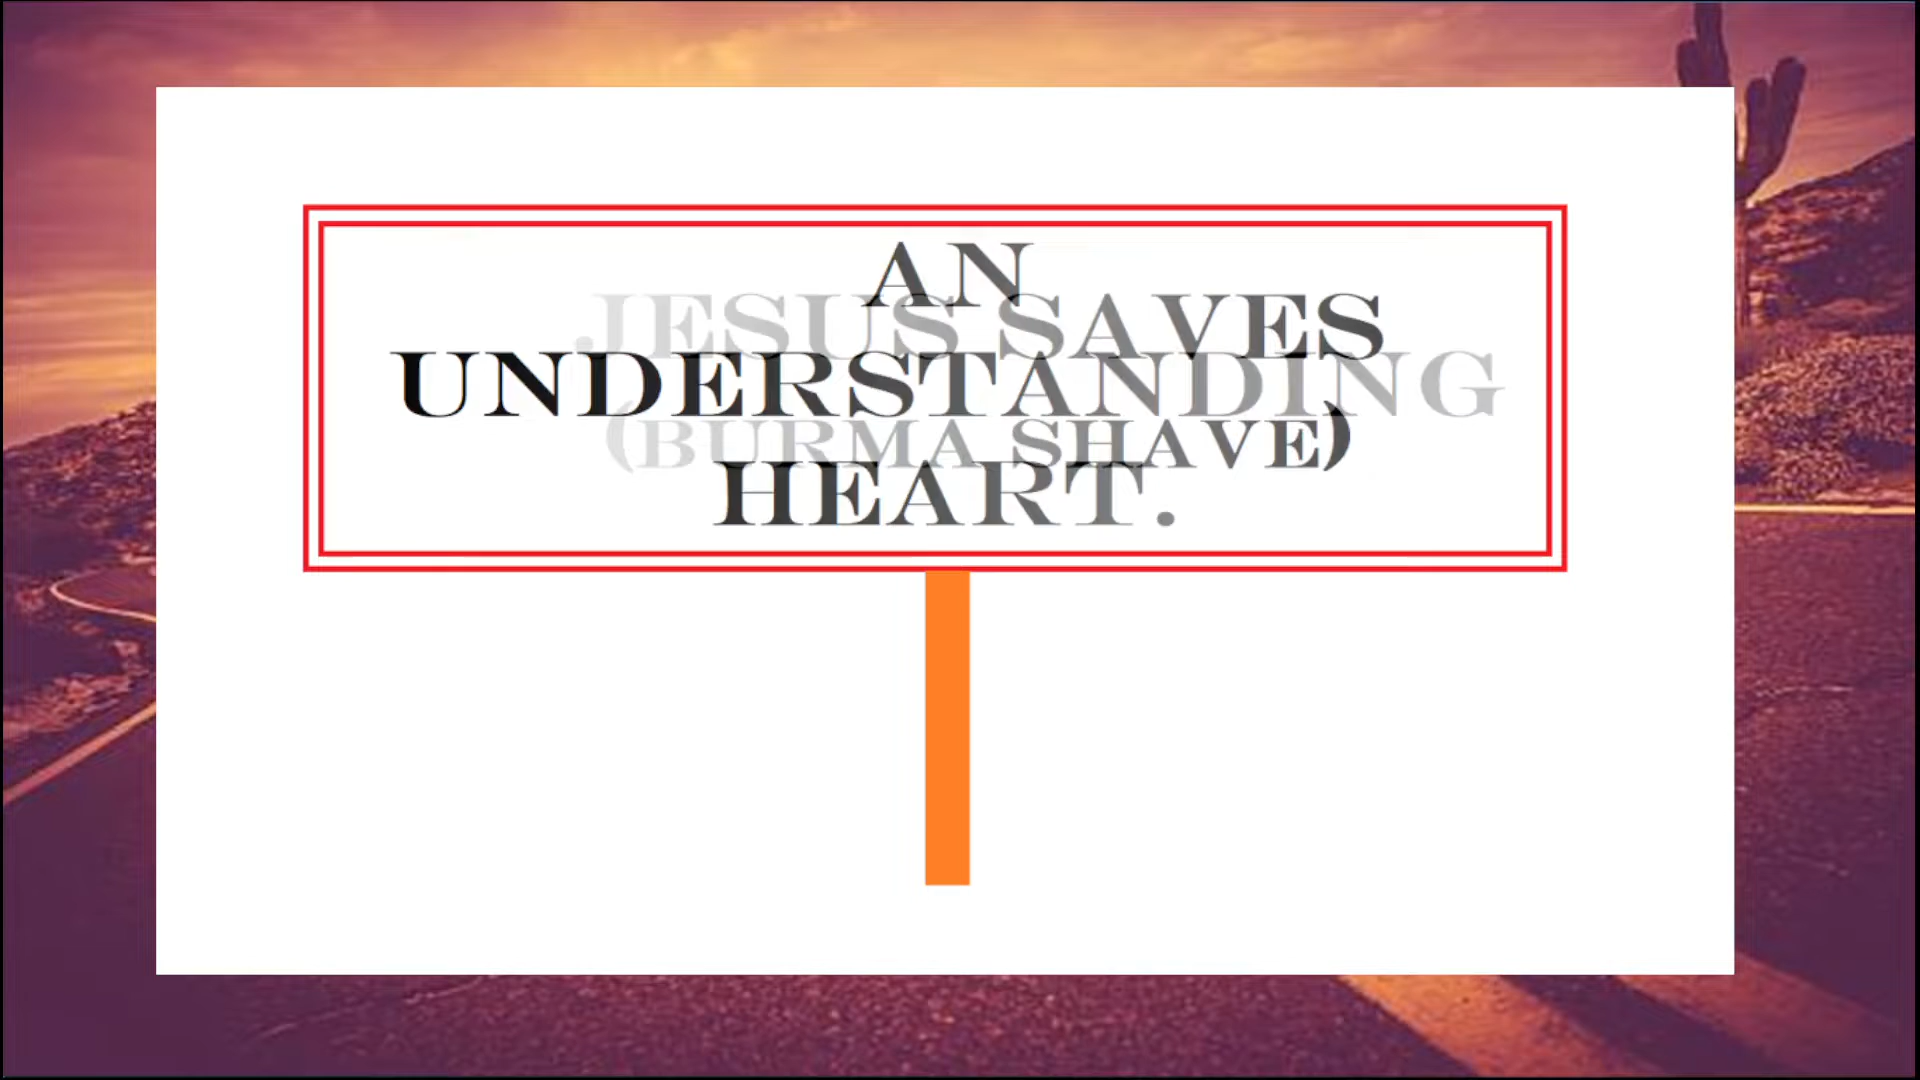 AN
JESUS SAVES
UNDERSTANDING
(BURMA SHAVE)
HEART.